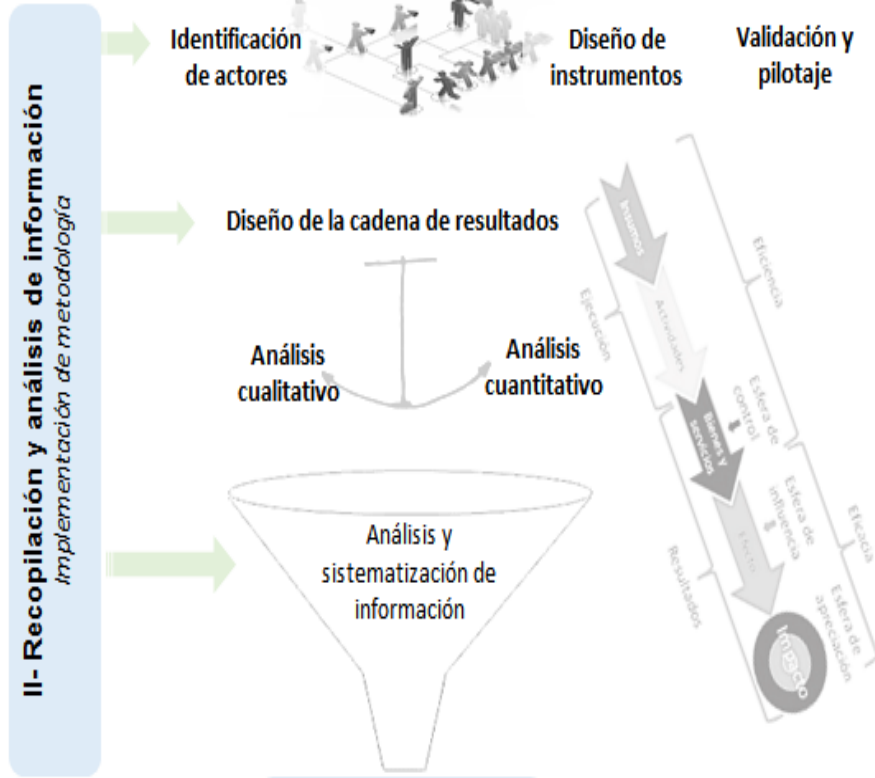 II- Recopilación y análisis de información
Implementación de metodología
Identificación
de actores
Diseño de
instrumentos
Validación y
pilotaje
Diseño de la cadena de resultados
Análisis
cualitativo
Análisis
cuantitativo
Análisis y
sistematización de
información
Insumos
Actividades
Bienes y
servicios
Efecto
Impacto
Ejecución
Resultados
Eficiencia
Esfera de
control
Esfera de
influencia
Eficacia
Esfera de
apreciación